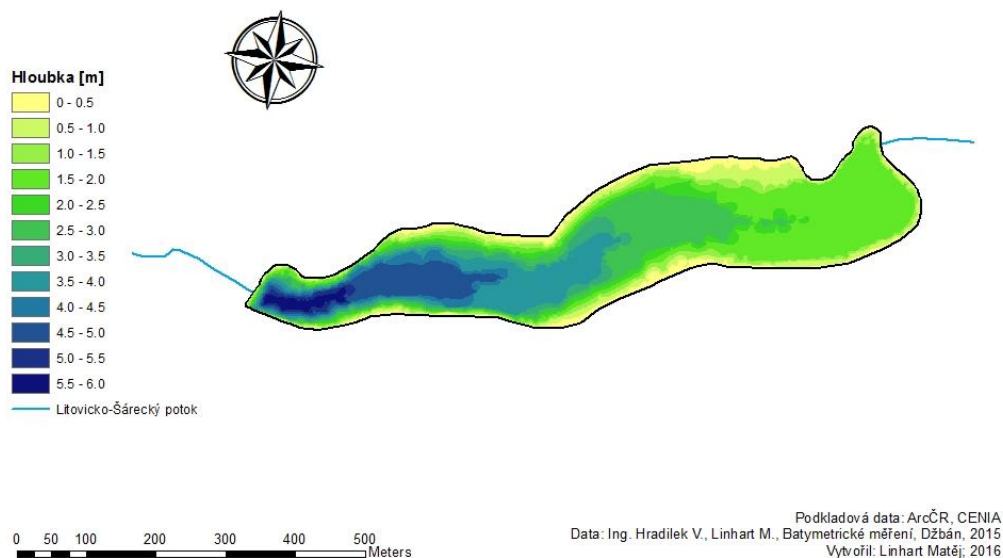 Hloubka [m]
0 - 0.5
0.5 - 1.0
1.0 - 1.5
1.5 - 2.0
2.0 - 2.5
2.5 - 3.0
3.0 - 3.5
3.5 - 4.0
4.0 - 4.5
4.5 - 5.0
5.0 - 5.5
5.5 - 6.0
Litovicko-Šárecký potok
0 50 100 200 300 400 500
Meters
Podkladová data: ArcČR, CENIA
Data: Ing. Hradilek V., Linhart M., Batymetrické měření, Džbán, 2015
Vytvořil: Linhart Matěj; 2016